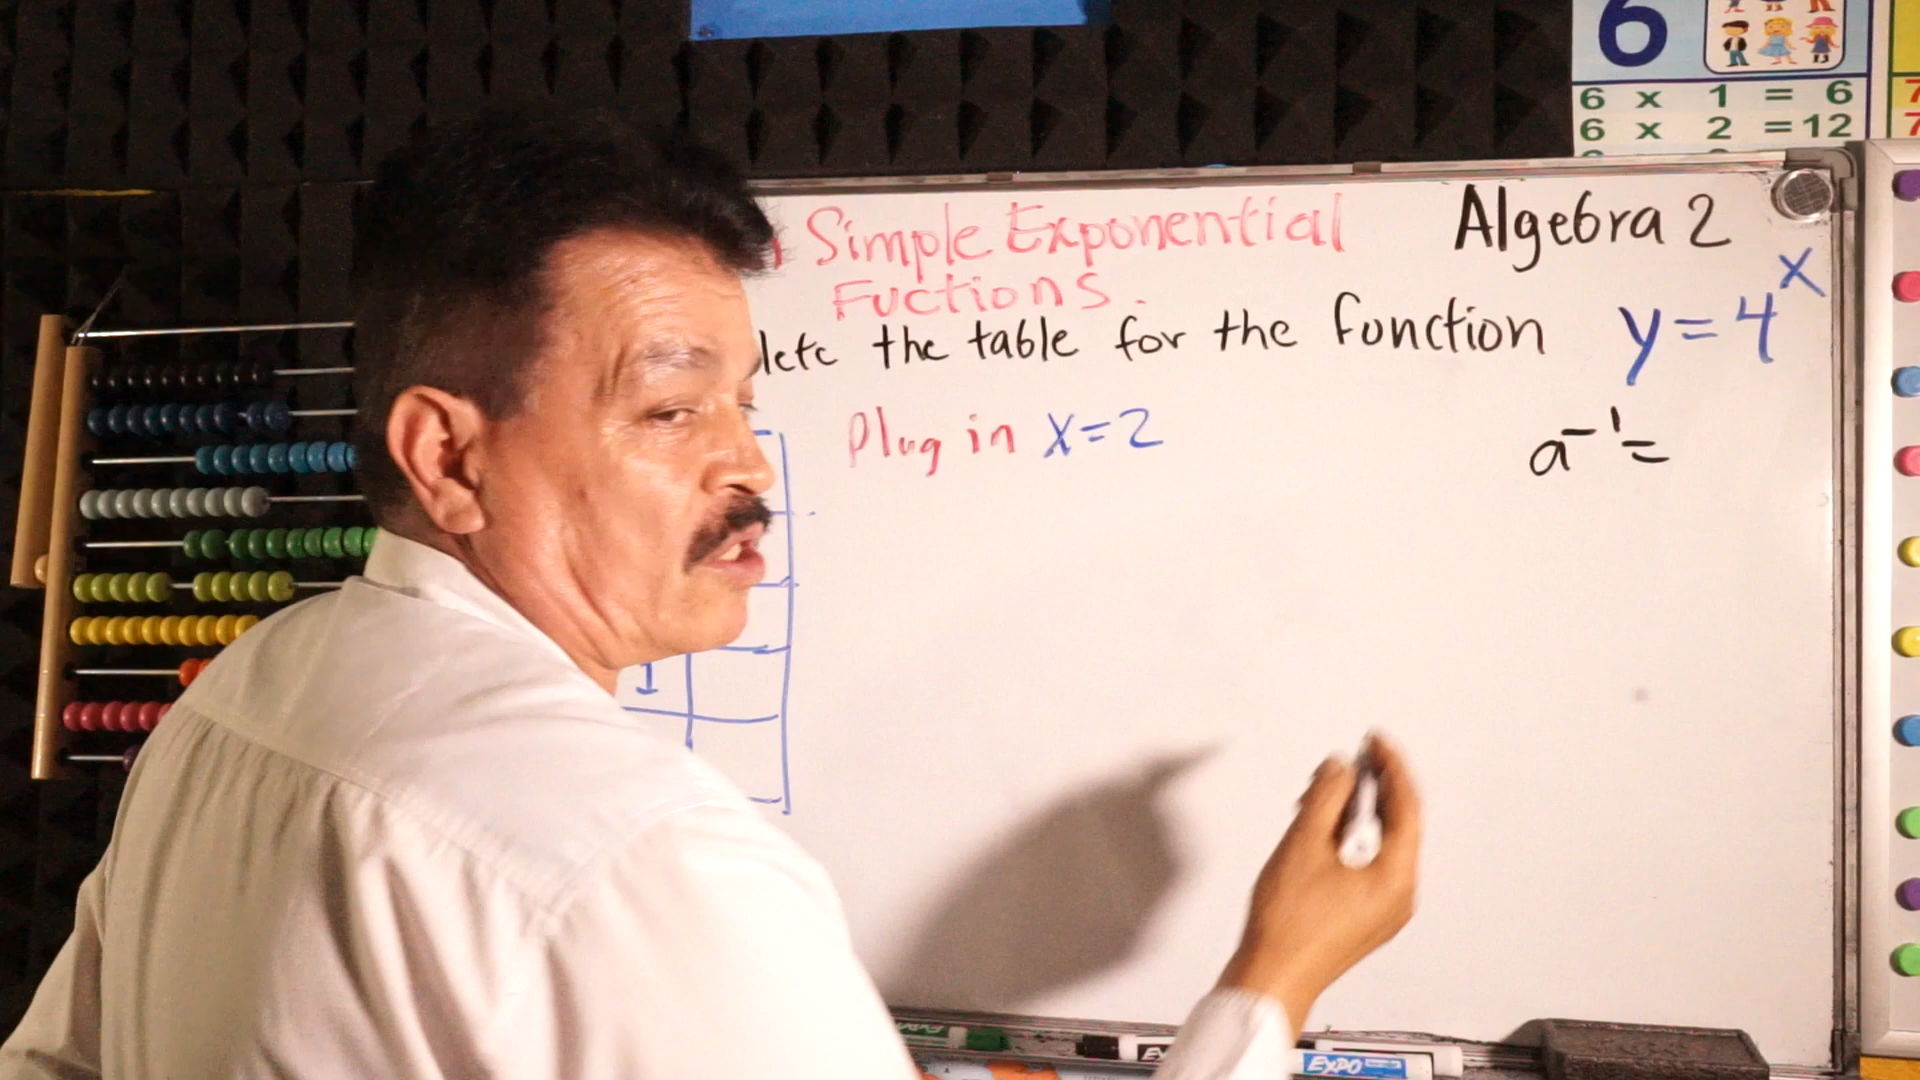 6
6 x 1 = 6
6 x 2 = 12
Simple Exponential Algebra 2
Fuctions.
the table for the function y = 4^x
Plug in x = 2
a^-1 =
1
EXPO